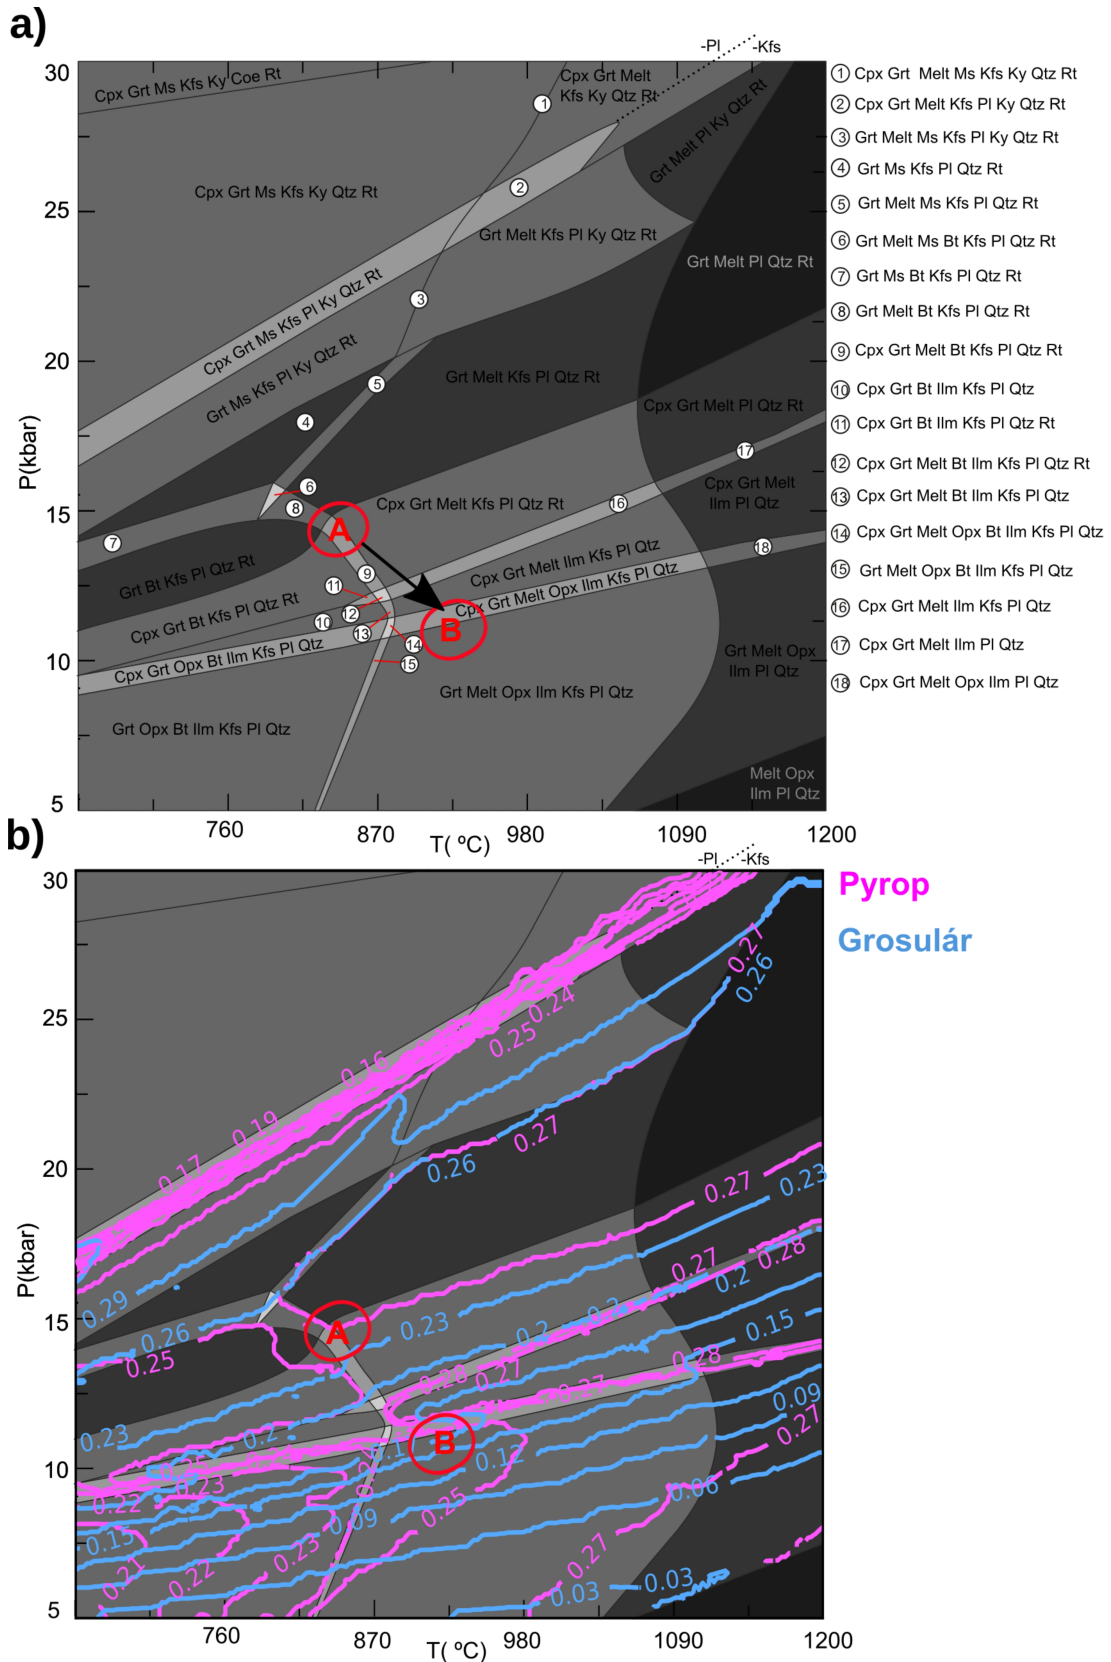 a)
-Pl
-Kfs
30
25
20
15
10
5
P(kbar)
760
870
980
1090
1200
T( ºC)
Cpx Grt Ms Kfs Ky Coe Rt
Cpx Grt Melt
Kfs Ky Qtz Rt
1
Cpx Grt Ms Kfs Ky Qtz Rt
2
Grt Melt Pl Ky Qtz Rt
Grt Melt Kfs Pl Ky Qtz Rt
Grt Melt Pl Qtz Rt
3
Cpx Grt Ms Kfs Pl Ky Qtz Rt
Grt Ms Kfs Pl Ky Qtz Rt
5
Grt Melt Kfs Pl Qtz Rt
4
Cpx Grt Melt Pl Qtz Rt
17
6
8
A
Cpx Grt Melt Kfs Pl Qtz Rt
16
Cpx Grt Melt
Ilm Pl Qtz
7
18
Grt Bt Kfs Pl Qtz Rt
9
11
Cpx Grt Melt Ilm Kfs Pl Qtz
Cpx Grt Bt Kfs Pl Qtz Rt
12
10
13
Cpx Grt Melt Opx Ilm Kfs Pl Qtz
B
14
15
Cpx Grt Opx Bt Ilm Kfs Pl Qtz
Grt Melt Opx
Ilm Pl Qtz
Grt Melt Opx Ilm Kfs Pl Qtz
Grt Opx Bt Ilm Kfs Pl Qtz
Melt Opx
Ilm Pl Qtz
1 Cpx Grt Melt Ms Kfs Ky Qtz Rt
2 Cpx Grt Melt Kfs Pl Ky Qtz Rt
3 Grt Melt Ms Kfs Pl Ky Qtz Rt
4 Grt Ms Kfs Pl Qtz Rt
5 Grt Melt Ms Kfs Pl Qtz Rt
6 Grt Melt Ms Bt Kfs Pl Qtz Rt
7 Grt Ms Bt Kfs Pl Qtz Rt
8 Grt Melt Bt Kfs Pl Qtz Rt
9 Cpx Grt Melt Bt Kfs Pl Qtz Rt
10 Cpx Grt Bt Ilm Kfs Pl Qtz
11 Cpx Grt Bt Ilm Kfs Pl Qtz Rt
12 Cpx Grt Melt Bt Ilm Kfs Pl Qtz Rt
13 Cpx Grt Melt Bt Ilm Kfs Pl Qtz
14 Cpx Grt Melt Opx Bt Ilm Kfs Pl Qtz
15 Grt Melt Opx Bt Ilm Kfs Pl Qtz
16 Cpx Grt Melt Ilm Kfs Pl Qtz
17 Cpx Grt Melt Ilm Pl Qtz
18 Cpx Grt Melt Opx Ilm Pl Qtz
b)
-Pl
-Kfs
Pyrop
Grosulár
30
25
20
15
10
5
P(kbar)
760
870
980
1090
1200
T( ºC)
0.27
0.26
0.24
0.25
0.16
0.19
0.17
0.27
0.26
0.27
0.23
0.29
0.26
0.25
A
0.23
0.27
0.28
0.2
0.2
0.2
0.15
0.28
0.28
0.27
0.27
0.23
0.2
B
0.12
0.09
0.27
0.25
0.23
0.22
0.15
0.09
0.25
0.06
0.23
0.21
0.22
0.27
0.03
0.03